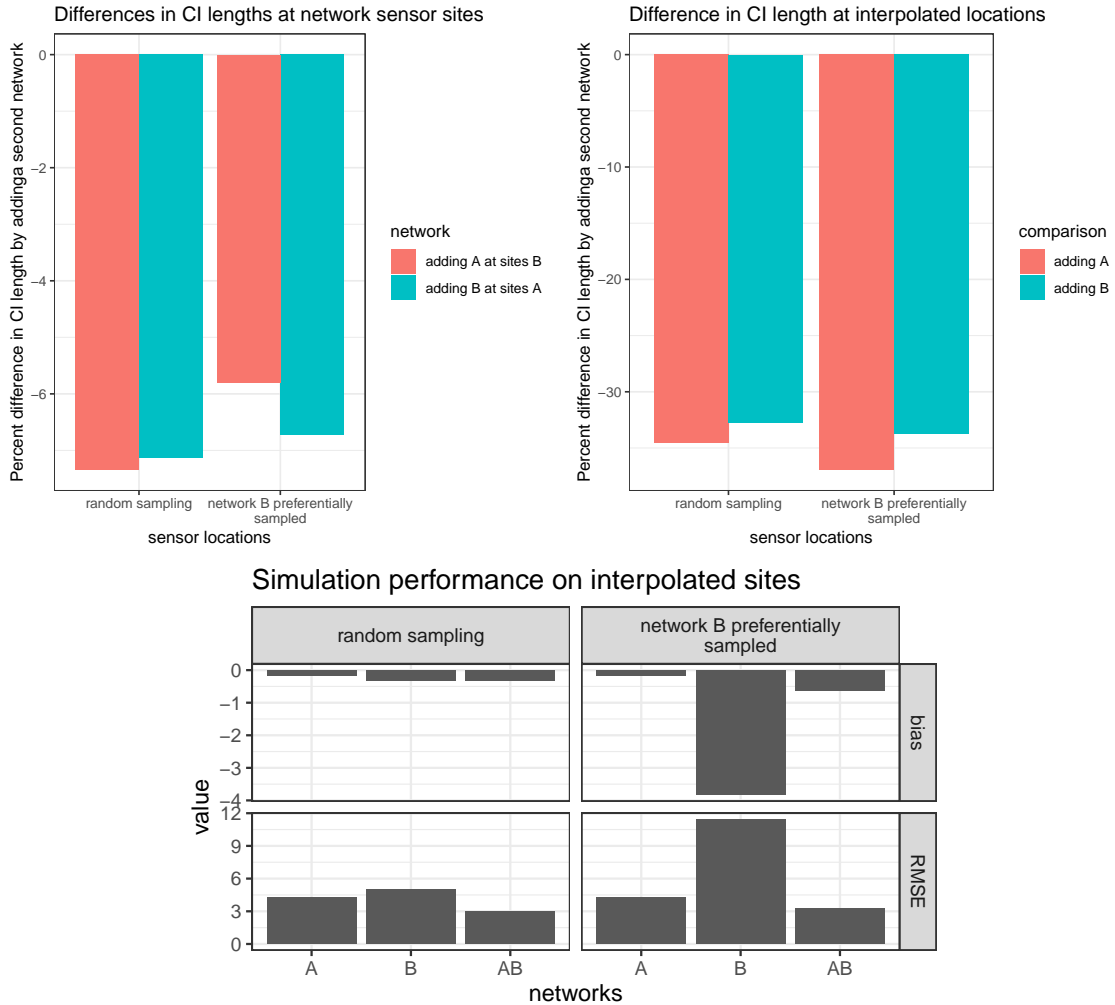 Differences in CI lengths at network sensor sites
Percent difference in CI length by addinga second network
0
−2
−4
−6
random sampling
network B preferentially
sampled
sensor locations
network
adding A at sites B
adding B at sites A
Difference in CI length at interpolated locations
Percent difference in CI length by addinga second network
0
−10
−20
−30
random sampling
network B preferentially
sampled
sensor locations
comparison
adding A
adding B
Simulation performance on interpolated sites
random sampling
network B preferentially
sampled
value
0
−1
−2
−3
−4
bias
12
9
6
3
0
RMSE
A
B
AB
A
B
AB
networks